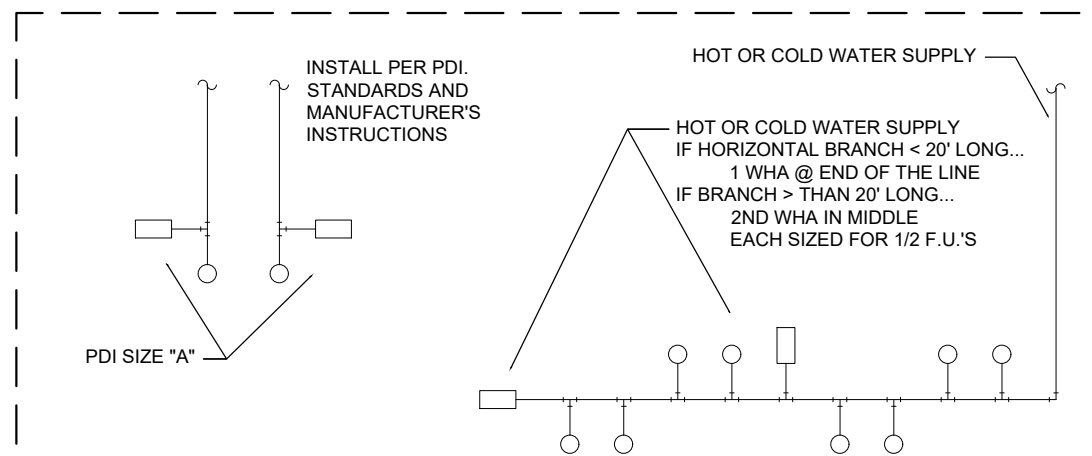 INSTALL PER PDI.
STANDARDS AND
MANUFACTURER'S
INSTRUCTIONS
PDI SIZE "A"
HOT OR COLD WATER SUPPLY
HOT OR COLD WATER SUPPLY
IF HORIZONTAL BRANCH < 20' LONG...
1 WHA @ END OF THE LINE
IF BRANCH > THAN 20' LONG...
2ND WHA IN MIDDLE
EACH SIZED FOR 1/2 F.U.'S